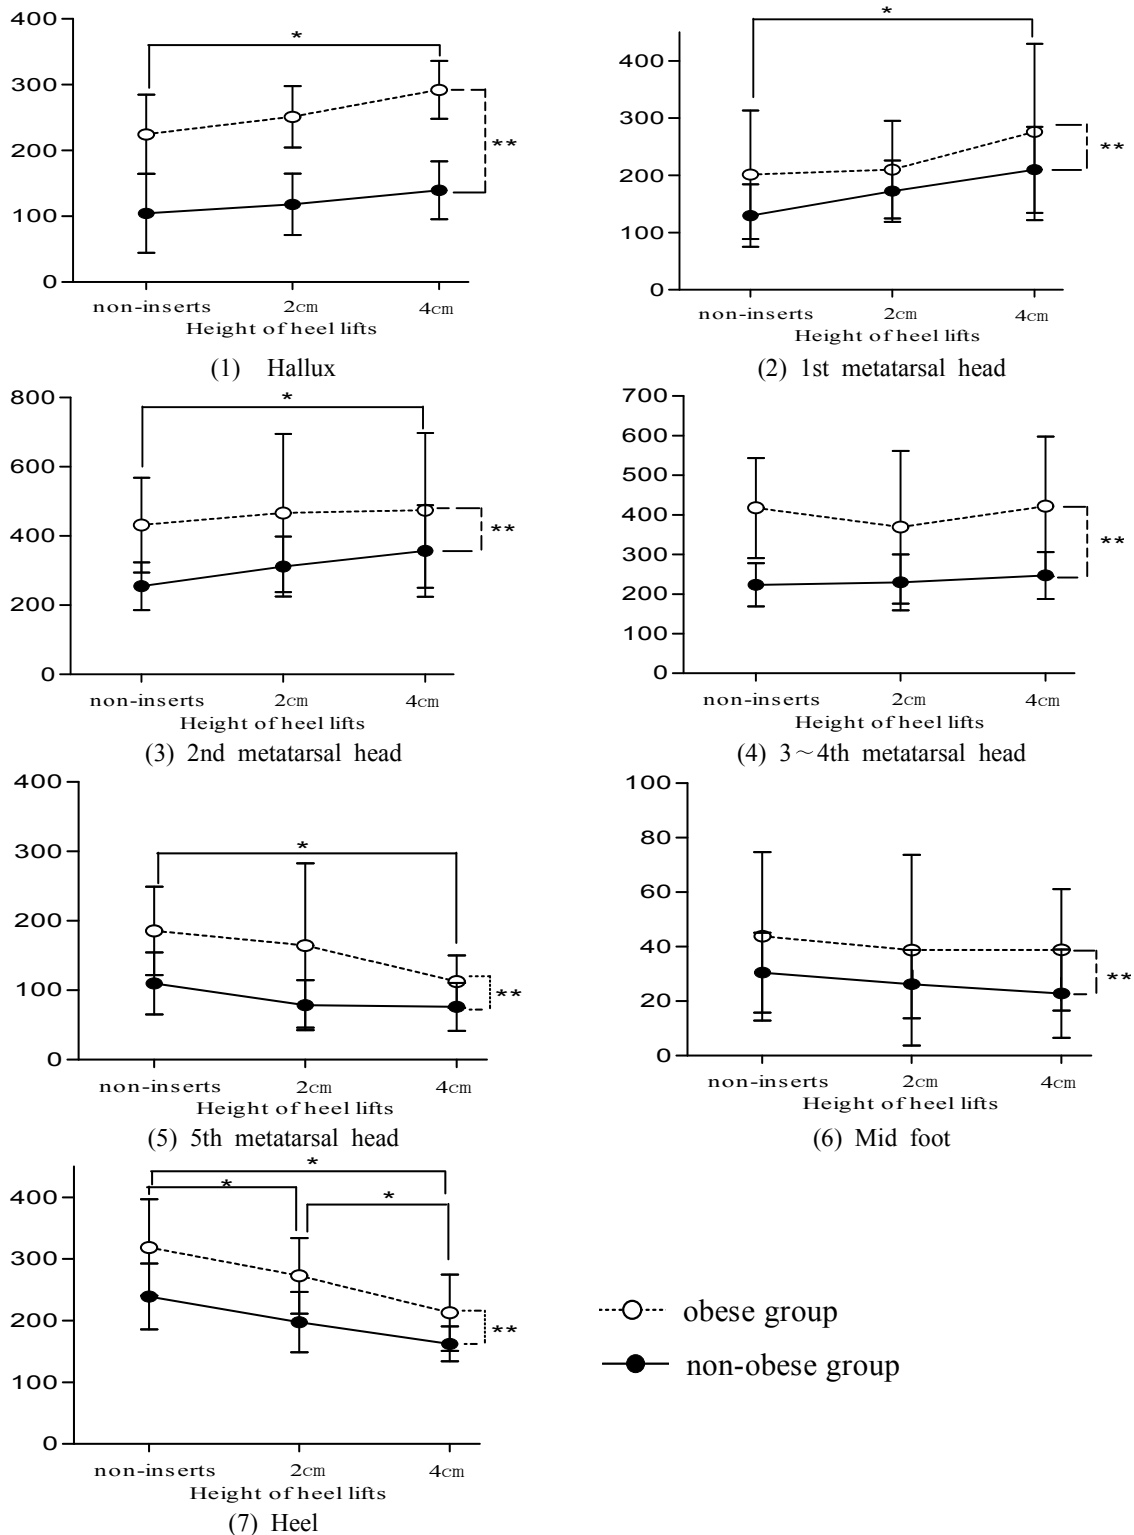 400
300
200
100
0
*
**
non-inserts 2cm 4cm
Height of heel lifts
(1) Hallux
400
300
200
100
0
*
**
non-inserts 2cm 4cm
Height of heel lifts
(2) 1st metatarsal head
800
600
400
200
0
*
**
non-inserts 2cm 4cm
Height of heel lifts
(3) 2nd metatarsal head
700
600
500
400
300
200
100
0
**
non-inserts 2cm 4cm
Height of heel lifts
(4) 3～4th metatarsal head
400
300
200
100
0
*
**
non-inserts 2cm 4cm
Height of heel lifts
(5) 5th metatarsal head
100
80
60
40
20
0
**
non-inserts 2cm 4cm
Height of heel lifts
(6) Mid foot
400
300
200
100
0
*
*
*
**
non-inserts 2cm 4cm
Height of heel lifts
(7) Heel
obese group
non-obese group